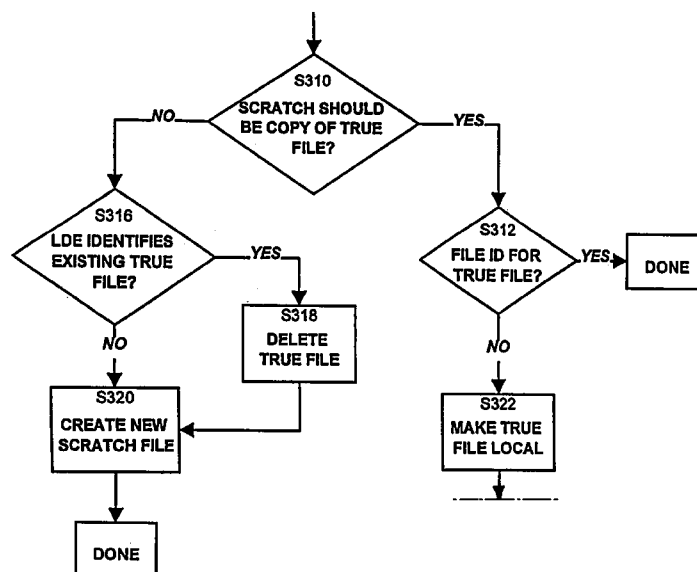 S310
SCRATCH SHOULD
BE COPY OF TRUE
FILE?
NO
YES
S316
LDE IDENTIFIES
EXISTING TRUE
FILE?
YES
NO
S318
DELETE
TRUE FILE
S320
CREATE NEW
SCRATCH FILE
DONE
S312
FILE ID FOR
TRUE FILE?
YES
DONE
NO
S322
MAKE TRUE
FILE LOCAL